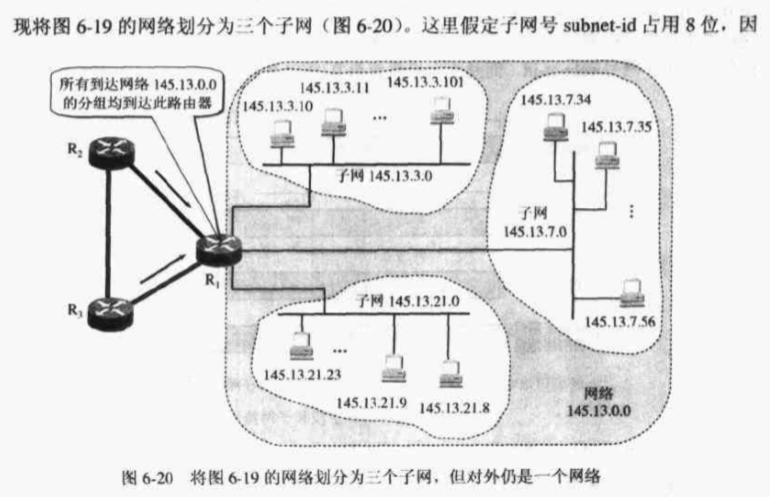 现将图 6-19 的网络划分为三个子网（图 6-20）。这里假定子网号 subnet-id 占用 8 位，因
所有到达网络 145.13.0.0
的分组均到达此路由器
145.13.3.10
145.13.3.11
...
145.13.3.101
子网 145.13.3.0
145.13.7.34
145.13.7.35
子网
145.13.7.0
...
145.13.7.56
R2
R1
R3
子网 145.13.21.0
...
145.13.21.23
145.13.21.9
145.13.21.8
网络
145.13.0.0
图 6-20 将图 6-19 的网络划分为三个子网，但对外仍是一个网络